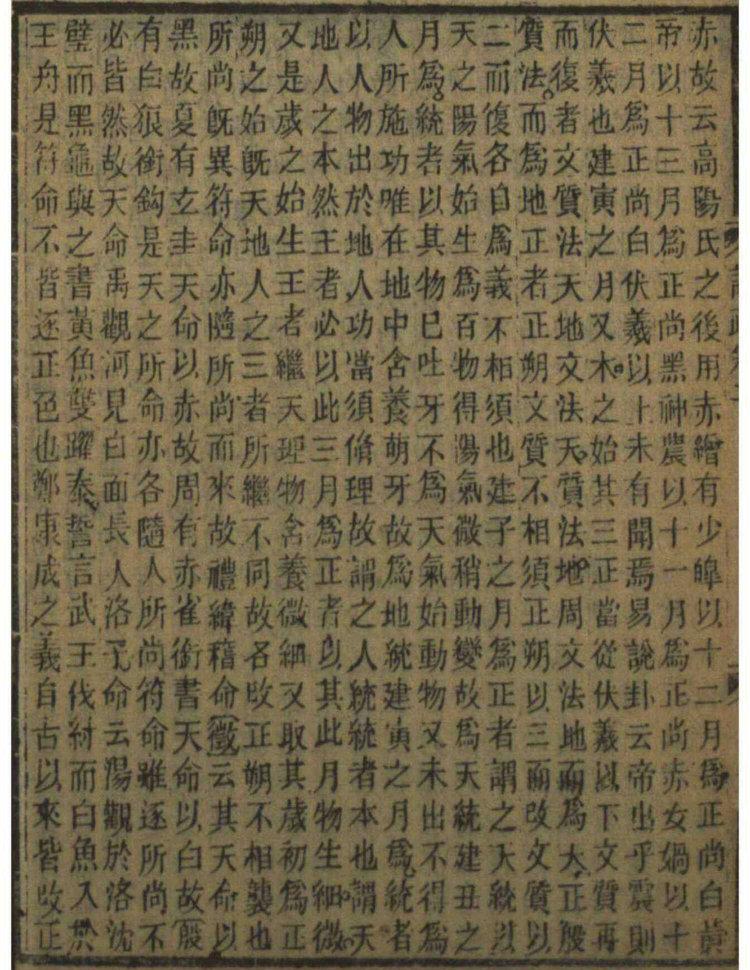 赤故云高陽氏之後用赤繒有少皥以十二月爲正尚白黃
帝以十三月爲正尚黑神農以十一月爲正尚赤女媧以十
二月爲正尚白伏羲以上未有聞焉易說卦云帝出乎震則
伏羲也建寅之月又木之始其三正當從伏羲以下文質再
而復者文質法天地文法天質法地周文法地而爲天正殷
質法而爲地正者正朔文質不相須正朔以三而改文質以
二而復各自爲義不相須也建子之月爲正者謂之天統以
天之陽氣始生爲百物得陽氣微稍動變故爲天統建丑之
月爲統者以其物巳吐牙不爲天氣始動物又未出不得爲
人所施功唯在地中含養萌牙故爲地統建寅之月爲統者
以人物出於地人功當須脩理故謂之人統統者本也謂天
地人之本然王者必以此三月爲正者以其此月物生細微
又是歲之始生王者繼天理物含養微細又取其歲初爲正
朔之始旣天地人之三者所繼不同故各改正朔不相襲也
所尚旣異符命亦隨所尚而來故禮緯稽命徵云其天命以
黑故夏有玄圭天命以赤故周有赤雀銜書天命以白故殷
有白狼銜鈎是天之所命亦各隨人所尚符命雖逐所尚不
必皆然故天命禹觀河見白面長人洛予命云湯觀於洛沈
璧而黑龜與之書黃魚雙躍泰誓言武王伐紂而白魚入於
王舟是符命不皆逐正色也鄭康成之義自古以來皆改正